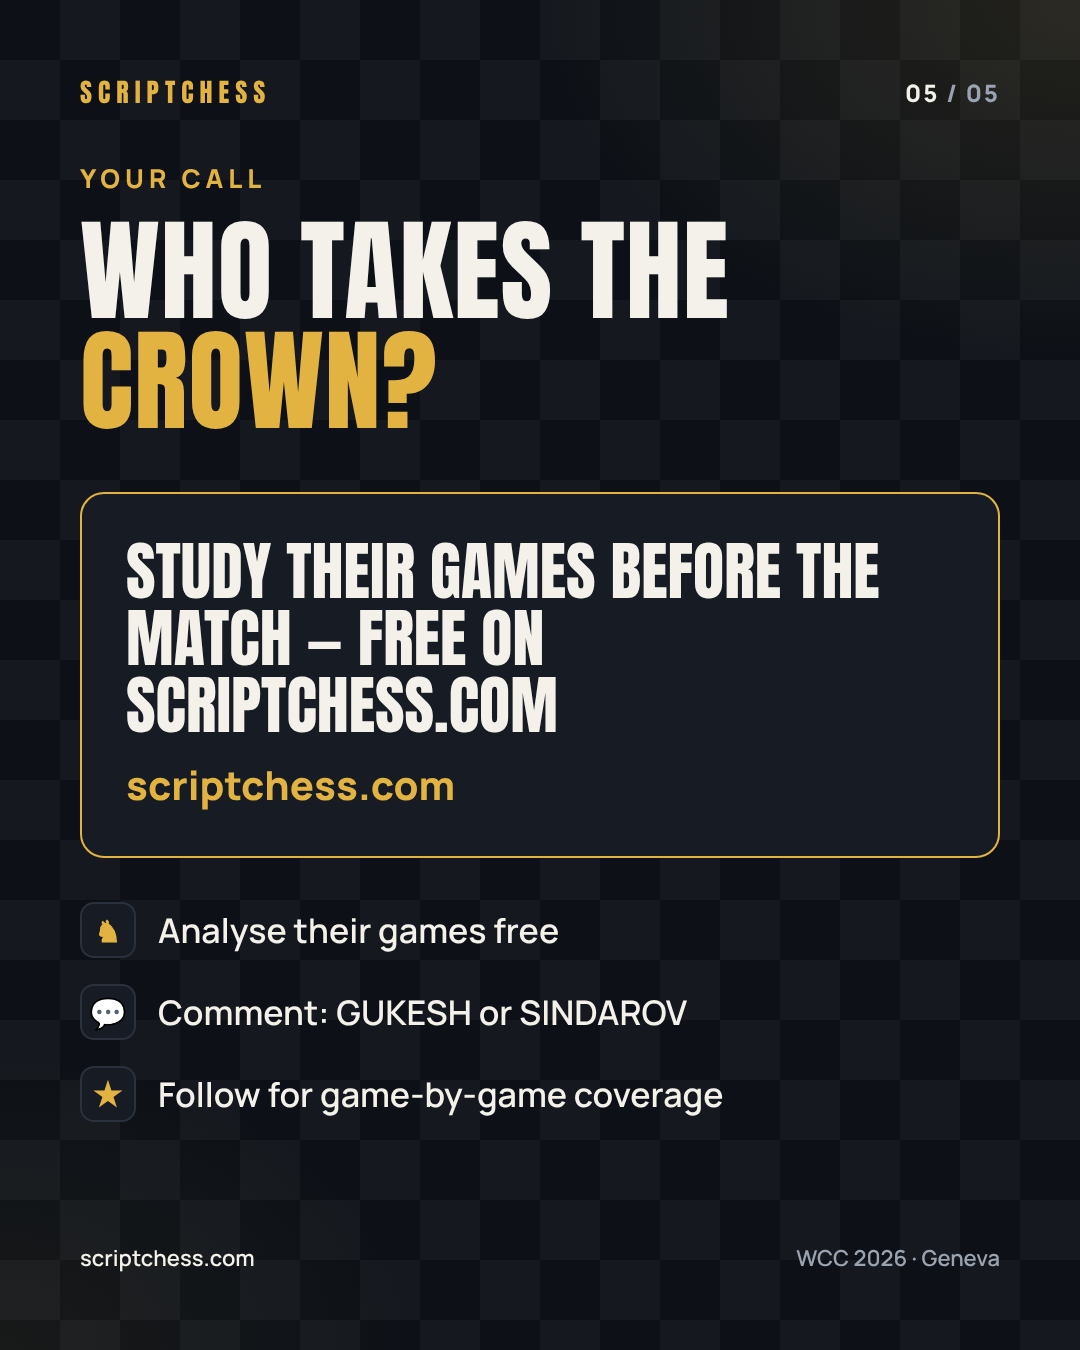 SCRIPTCHESS
05 / 05
YOUR CALL
WHO TAKES THE
CROWN?
STUDY THEIR GAMES BEFORE THE
MATCH – FREE ON
SCRIPTCHESS.COM
scriptchess.com
Analyse their games free
Comment: GUKESH or SINDAROV
Follow for game-by-game coverage
scriptchess.com
WCC 2026 · Geneva